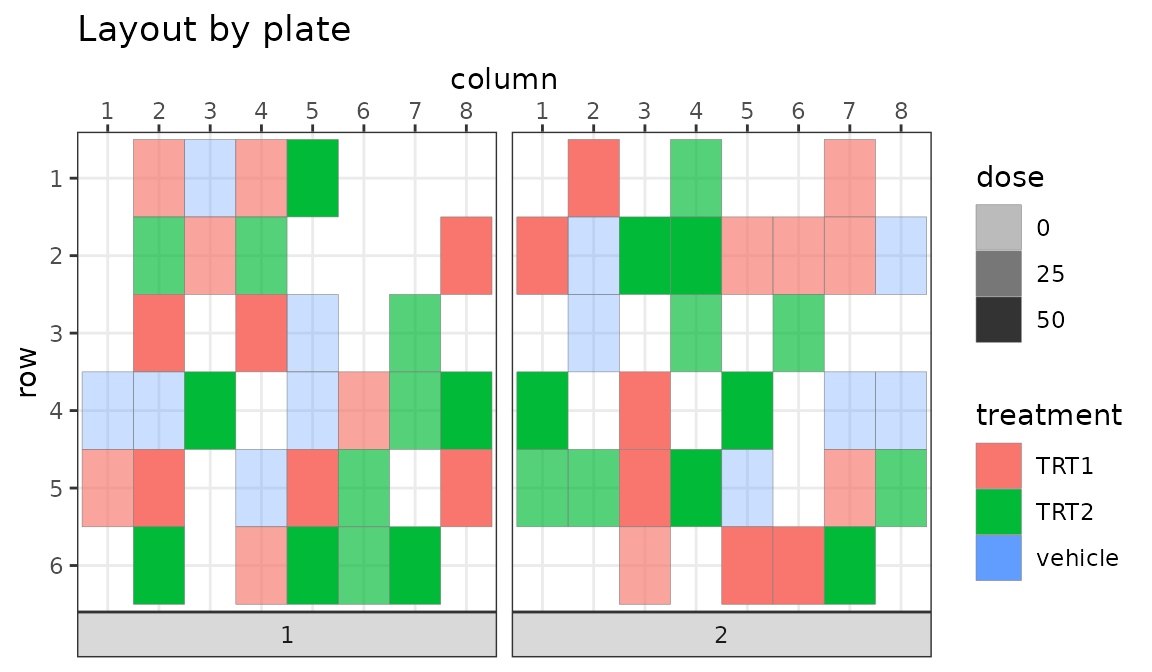 Layout by plate
column
1 2 3 4 5 6 7 8 1 2 3 4 5 6 7 8
row
1
2
3
4
5
6
1 2
dose
0
25
50
treatment
TRT1
TRT2
vehicle